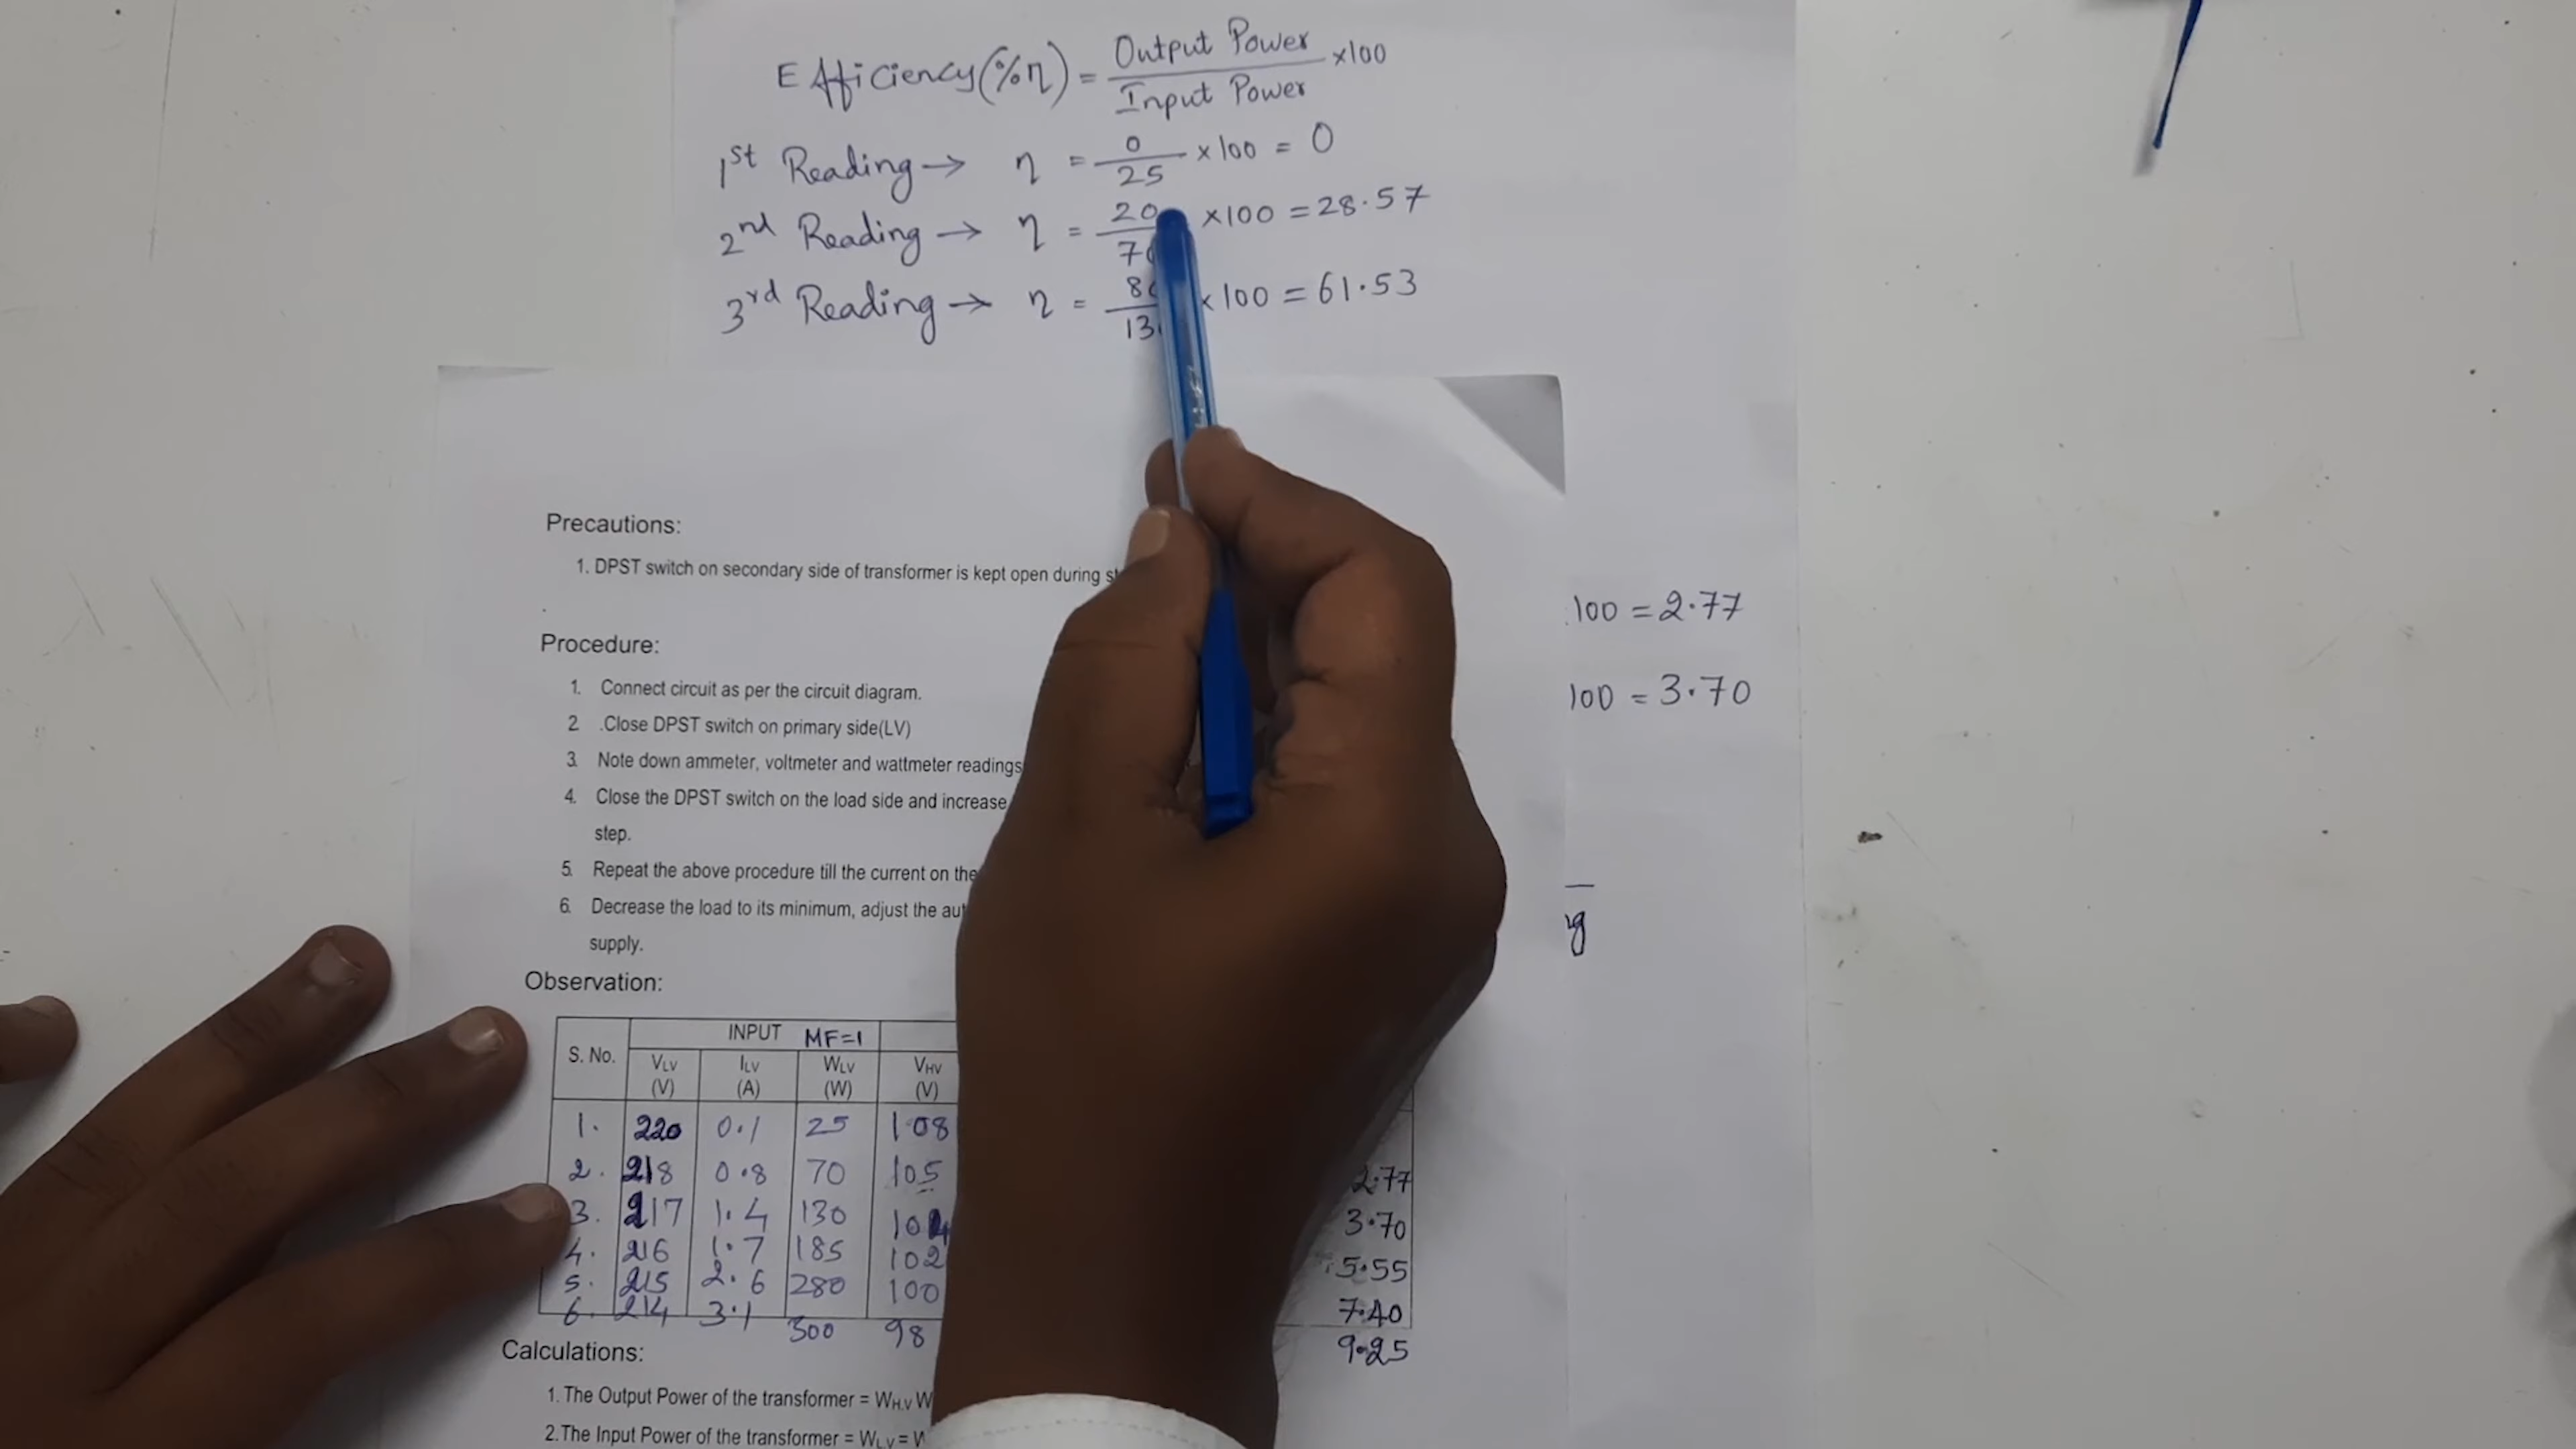 Efficiency(%η) = Output Power / Input Power ×100
1st Reading → η = 0/25 ×100 = 0
2nd Reading → η = 20/7 ×100 = 28.57
3rd Reading → η = 8/13 ×100 = 61.53
Precautions:
1. DPST switch on secondary side of transformer is kept open during
100 = 2.77
Procedure:
1. Connect circuit as per the circuit diagram.
100 = 3.70
2 .Close DPST switch on primary side(LV)
3. Note down ammeter, voltmeter and wattmeter readings
4. Close the DPST switch on the load side and increase
step.
5. Repeat the above procedure till the current on the
6. Decrease the load to its minimum, adjust the
supply.
Observation:
INPUT MF=1
S. No. VLV (V) ILV (A) WLV (W) VHV (V)
1. 220 0.1 25 108
2. 218 0.8 70 105 2.77
3. 217 1.4 130 104 3.70
4. 216 1.7 185 102 5.55
5. 215 2.6 280 100 7.40
6. 214 3.1 300 98 9.25
Calculations:
1. The Output Power of the transformer = WH.V
2.The Input Power of the transformer = WLV =